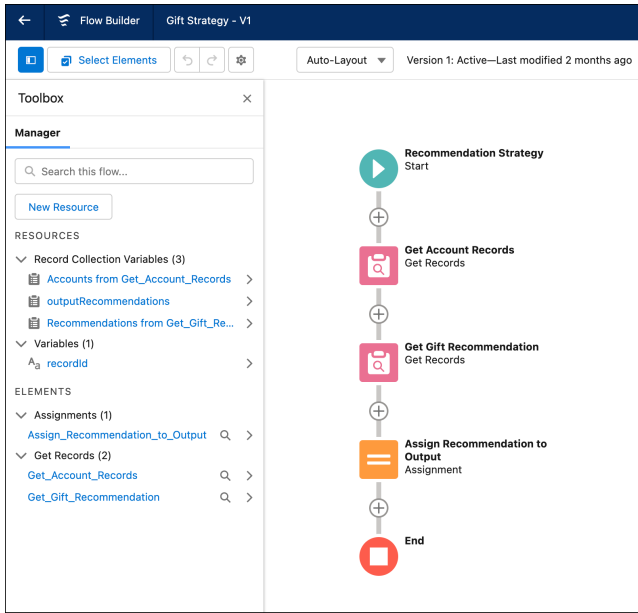 Flow Builder
Gift Strategy - V1
Select Elements
Auto-Layout
Version 1: Active—Last modified 2 months ago
Toolbox
Manager
Search this flow...
New Resource
RESOURCES
Record Collection Variables (3)
Accounts from Get_Account_Records
outputRecommendations
Recommendations from Get_Gift_Re...
Variables (1)
Aa recordId
ELEMENTS
Assignments (1)
Assign_Recommendation_to_Output
Get Records (2)
Get_Account_Records
Get_Gift_Recommendation
Recommendation Strategy
Start
Get Account Records
Get Records
Get Gift Recommendation
Get Records
Assign Recommendation to
Output
Assignment
End